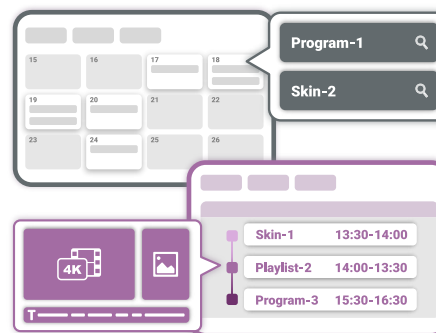 Program-1
15 16 17 18
Skin-2
19 20 21 22
23 24 25 26
Skin-1 13:30-14:00
4K
Playlist-2 14:00-13:30
Program-3 15:30-16:30
T